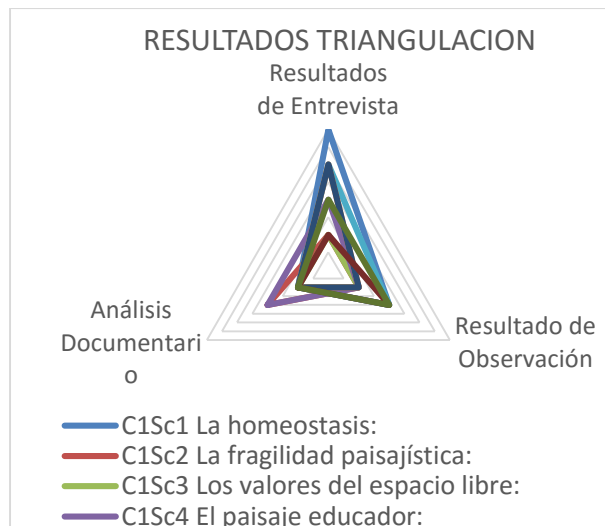 RESULTADOS TRIANGULACION
Resultados
de Entrevista
Análisis
Documentari
o
Resultado de
Observación
C1Sc1 La homeostasis:
C1Sc2 La fragilidad paisajística:
C1Sc3 Los valores del espacio libre:
C1Sc4 El paisaje educador: